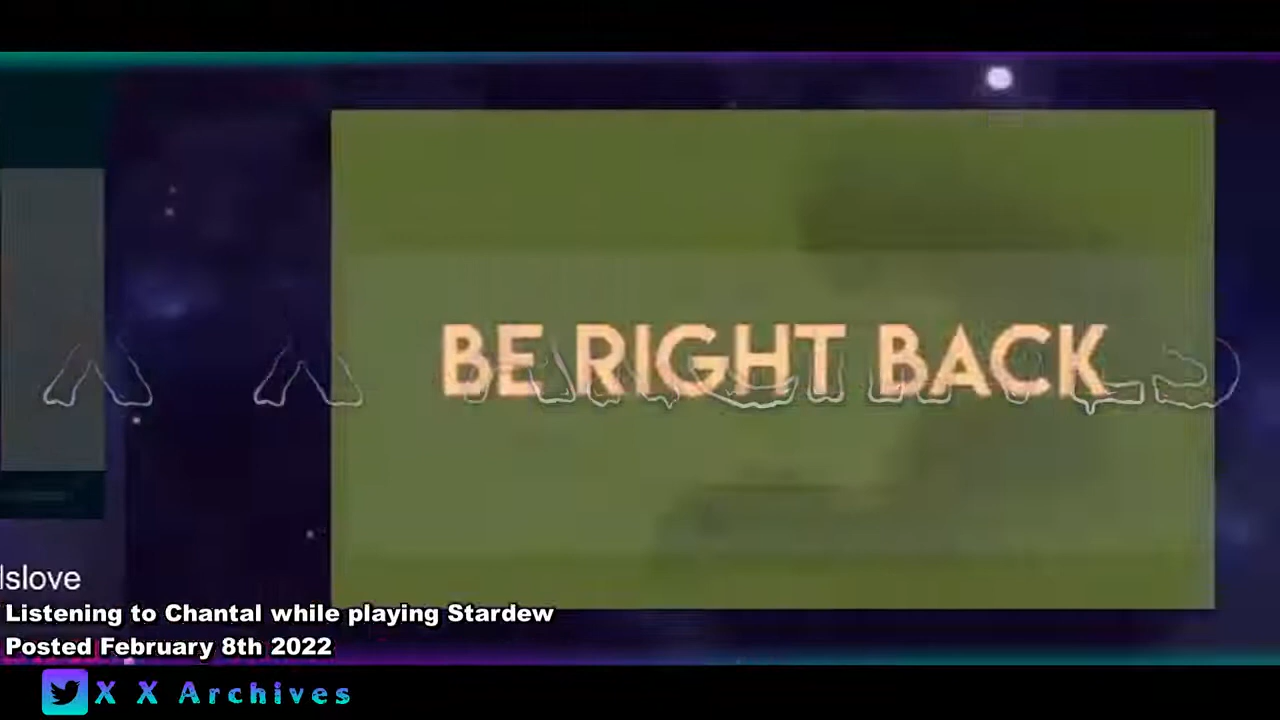 BE RIGHT BACK
lslove
Listening to Chantal while playing Stardew
Posted February 8th 2022
X X Archives